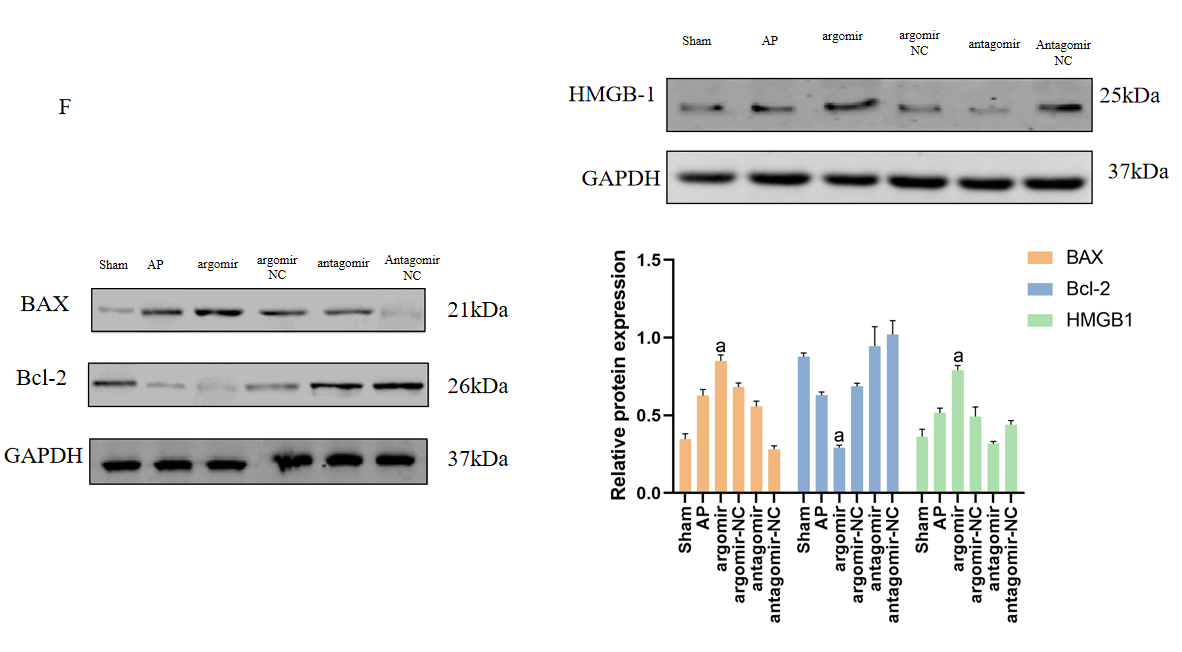 F
Sham AP argomir argomir NC antagomir Antagomir NC
HMGB-1 25kDa
GAPDH 37kDa
Sham AP argomir argomir NC antagomir Antagomir NC
BAX 21kDa
Bcl-2 26kDa
GAPDH 37kDa
Relative protein expression
1.5
1.0
0.5
0.0
a
a
a
BAX
Bcl-2
HMGB1
Sham
AP
argomir
argomir-NC
antagomir
antagomir-NC
Sham
AP
argomir
argomir-NC
antagomir
antagomir-NC
Sham
AP
argomir
argomir-NC
antagomir
antagomir-NC